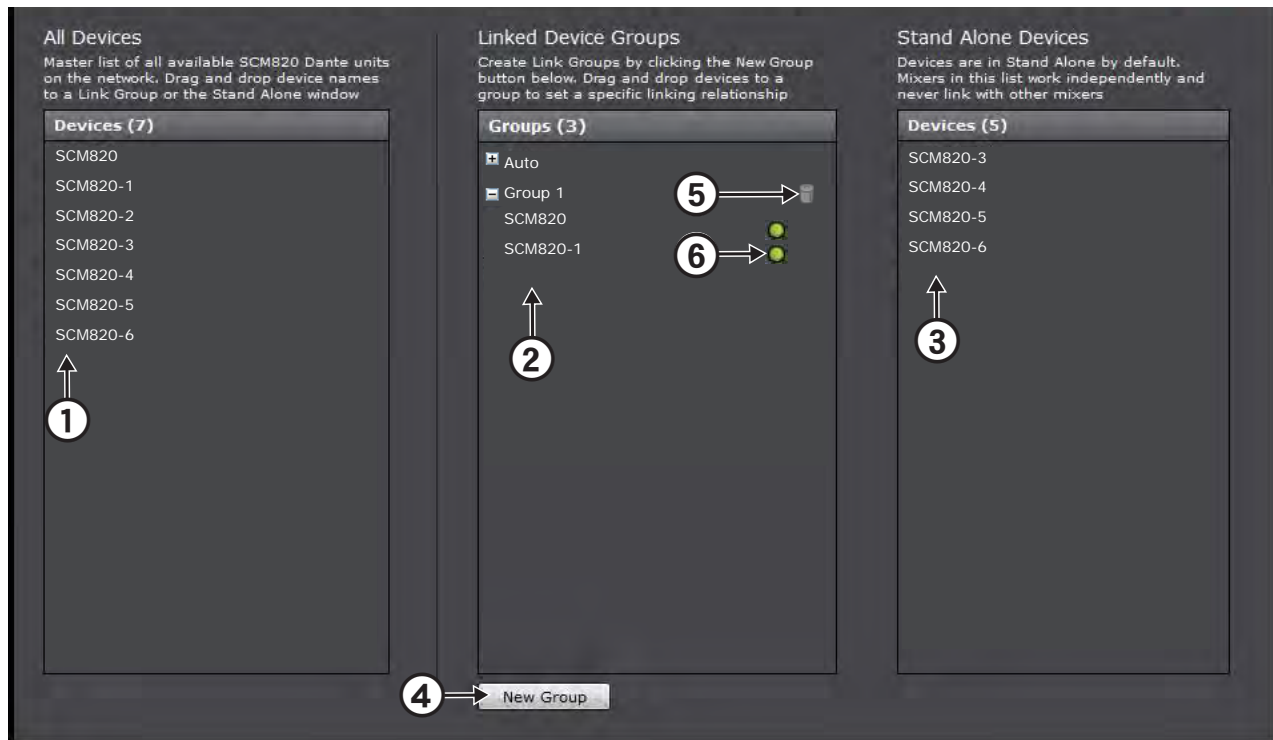 All Devices
Master list of all available SCM820 Dante units
on the network. Drag and drop device names
to a Link Group or the Stand Alone window
Devices (7)
SCM820
SCM820-1
SCM820-2
SCM820-3
SCM820-4
SCM820-5
SCM820-6
1
Linked Device Groups
Create Link Groups by clicking the New Group
button below. Drag and drop devices to a
group to set a specific linking relationship
Groups (3)
Auto
Group 1
5
SCM820
SCM820-1
6
2
4
New Group
Stand Alone Devices
Devices are in Stand Alone by default.
Mixers in this list work independently and
never link with other mixers
Devices (5)
SCM820-3
SCM820-4
SCM820-5
SCM820-6
3